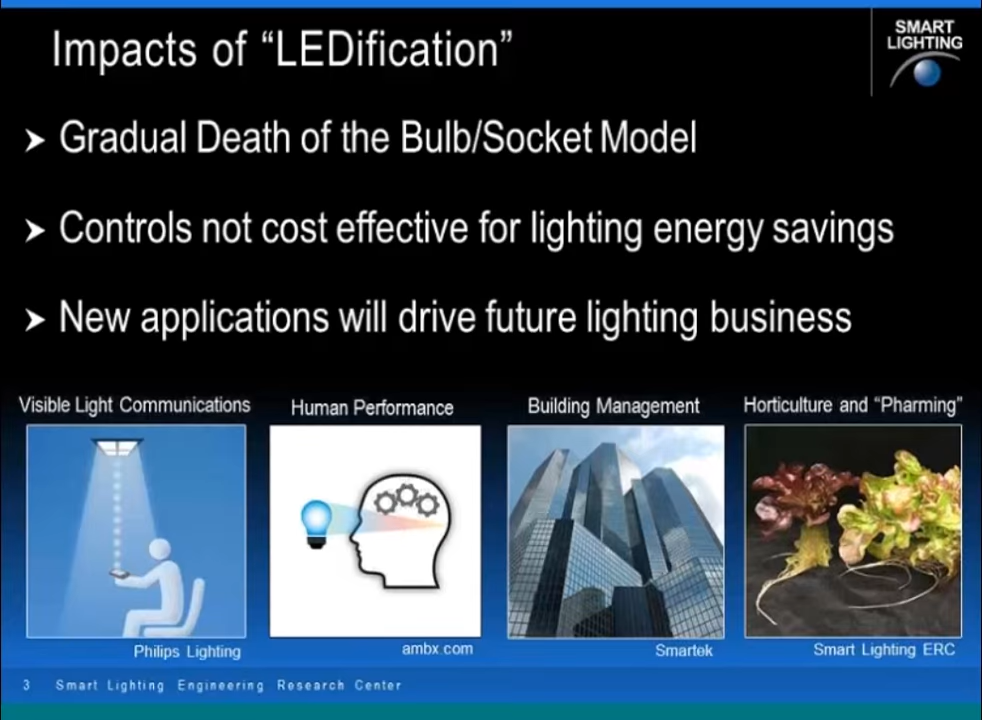 Impacts of “LEDification”
SMART
LIGHTING
➤ Gradual Death of the Bulb/Socket Model
➤ Controls not cost effective for lighting energy savings
➤ New applications will drive future lighting business
Visible Light Communications
Human Performance
Building Management
Horticulture and “Pharming”
Philips Lighting
ambx.com
Smartek
Smart Lighting ERC
3 Smart Lighting Engineering Research Center